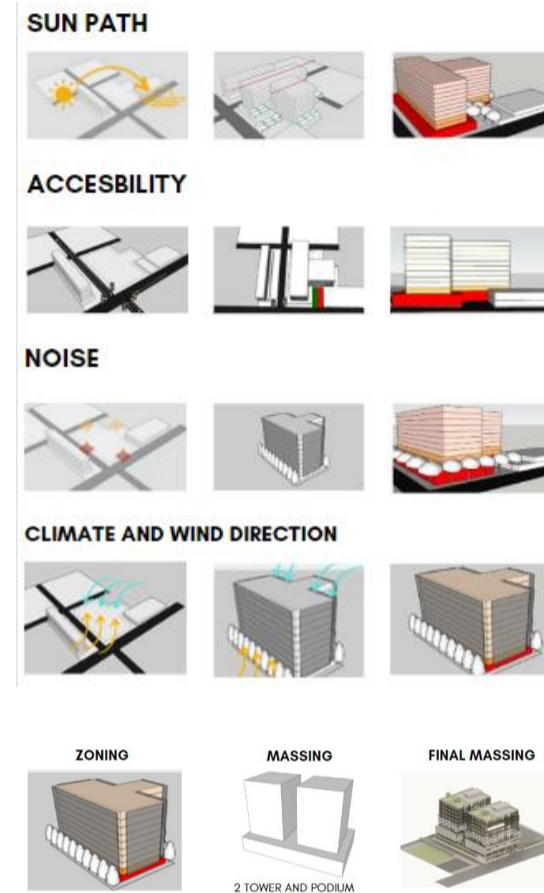 SUN PATH
ACCESBILITY
NOISE
CLIMATE AND WIND DIRECTION
ZONING MASSING FINAL MASSING
2 TOWER AND PODIUM